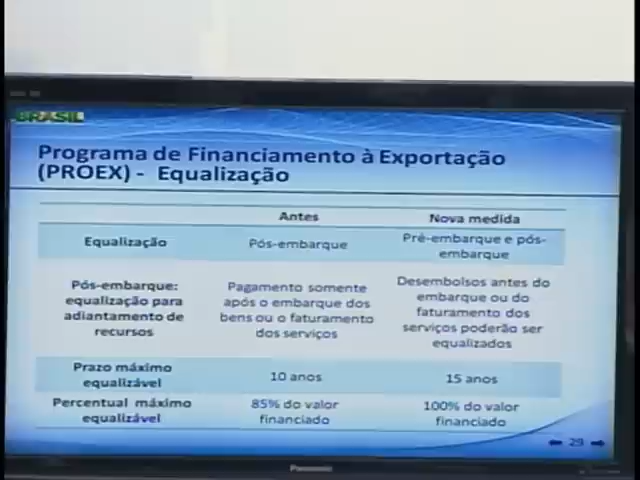 BRASIL
Programa de Financiamento à Exportação
(PROEX) - Equalização
Antes
Nova medida
Equalização
Pós-embarque
Pré-embarque e pós-
embarque
Pós-embarque:
equalização para
adiantamento de
recursos
Pagamento somente
após o embarque dos
bens ou o faturamento
dos serviços
Desembolsos antes do
embarque ou do
faturamento dos
serviços poderão ser
equalizados
Prazo máximo
equalizável
10 anos
15 anos
Percentual máximo
equalizável
85% do valor
financiado
100% do valor
financiado
29
Panasonic